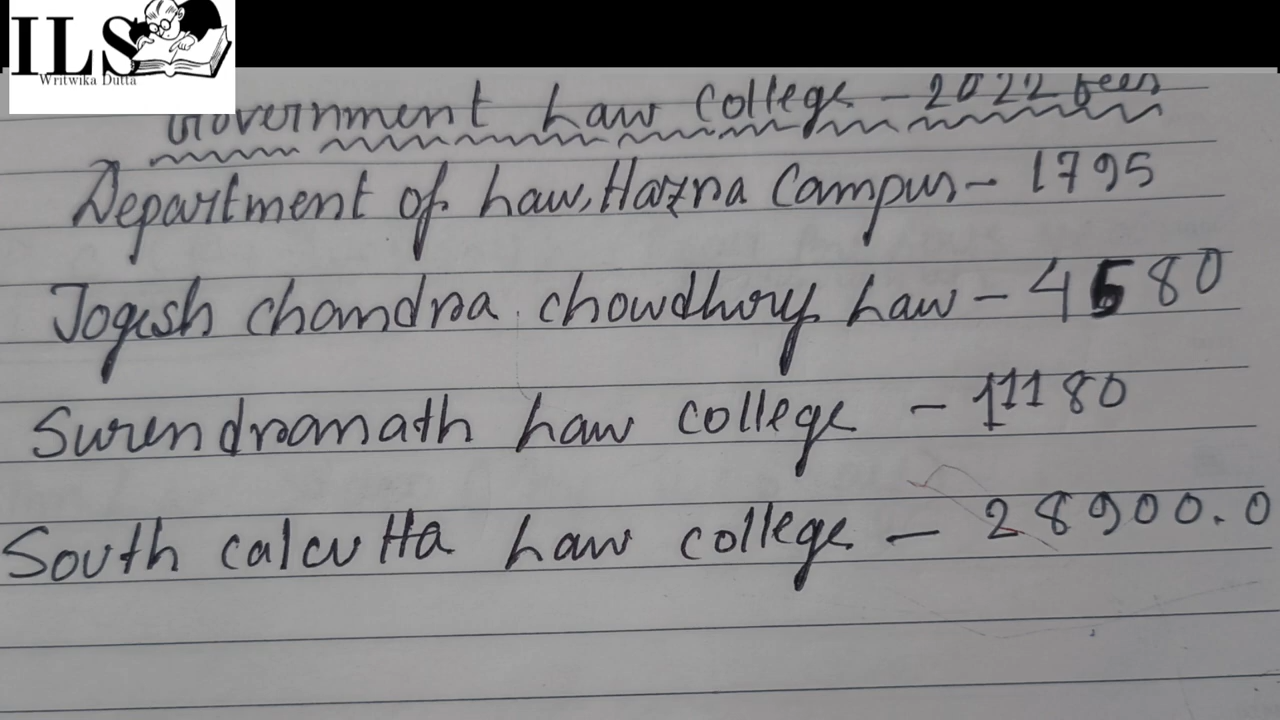 ILS
Writwika Dutta
Government Law College - 2022 fees
Department of Law, Hazra Campus - 1795
Jogesh chandra chowdhury Law - 4580
Surendranath Law college - 11180
South calcutta Law college - 28900.0